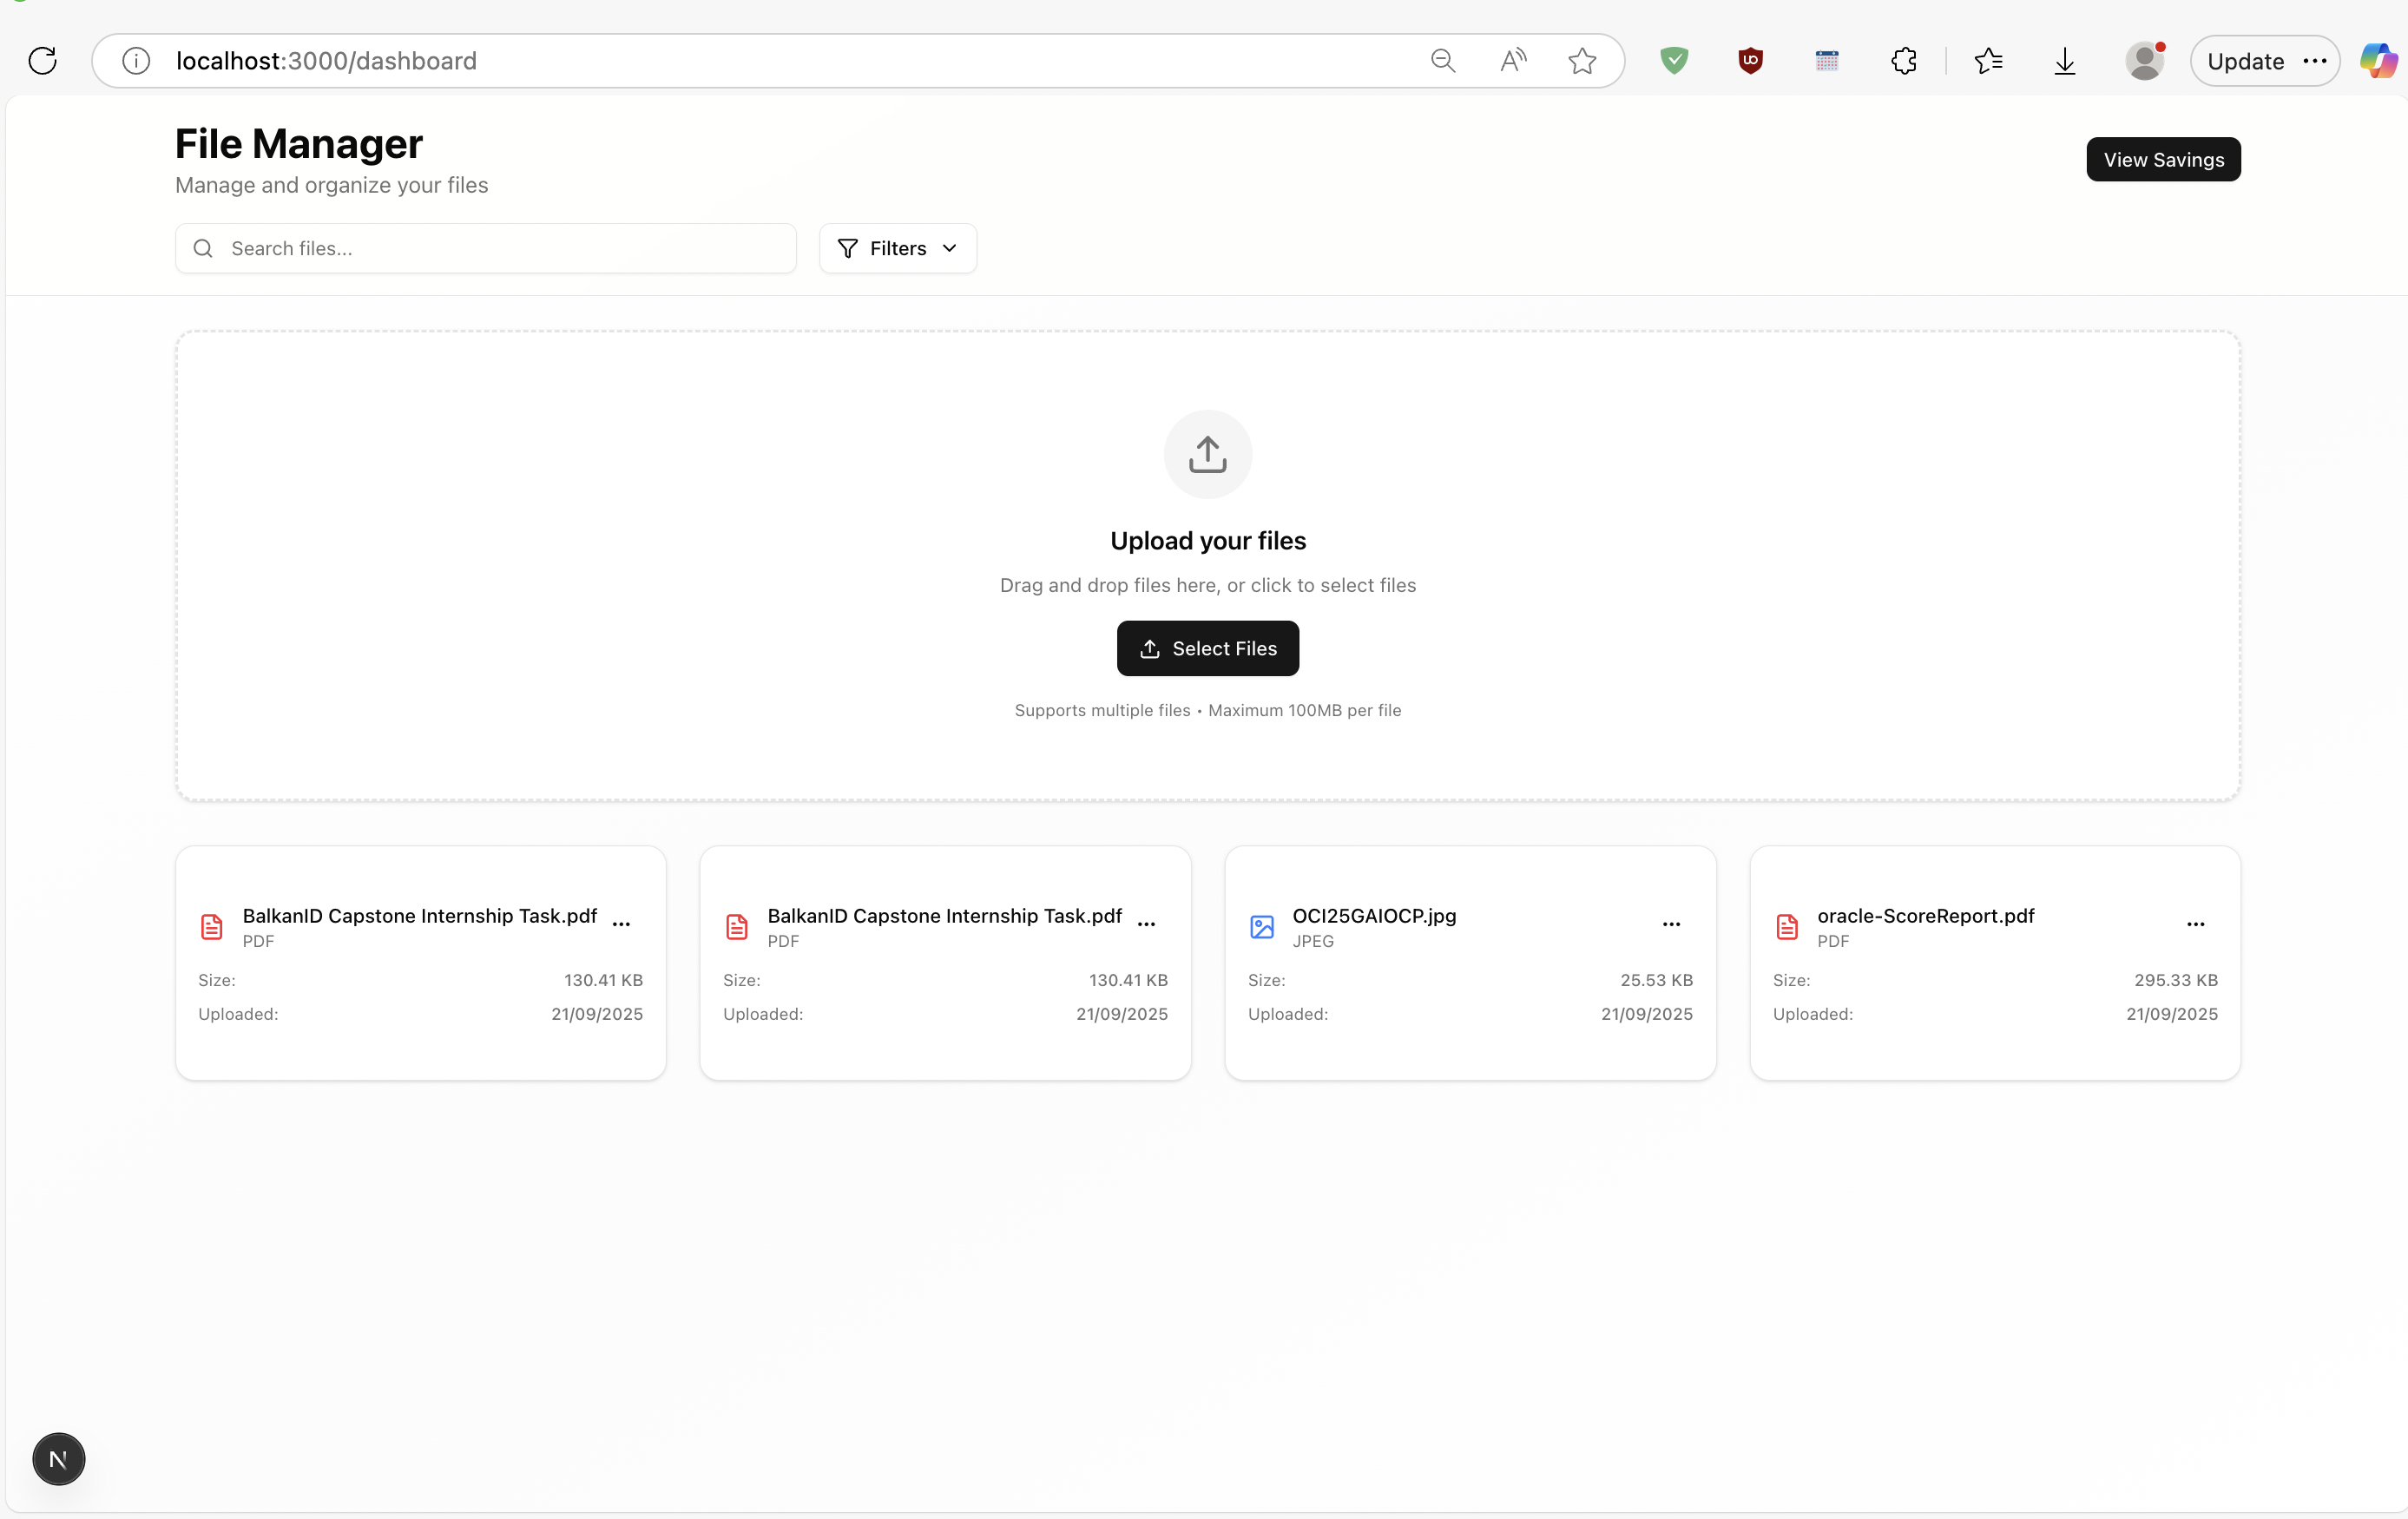 localhost:3000/dashboard
Update
File Manager
Manage and organize your files
View Savings
Search files...
Filters
Upload your files
Drag and drop files here, or click to select files
Select Files
Supports multiple files • Maximum 100MB per file
BalkanID Capstone Internship Task.pdf
PDF
Size: 130.41 KB
Uploaded: 21/09/2025
BalkanID Capstone Internship Task.pdf
PDF
Size: 130.41 KB
Uploaded: 21/09/2025
OCI25GAIOCP.jpg
JPEG
Size: 25.53 KB
Uploaded: 21/09/2025
oracle-ScoreReport.pdf
PDF
Size: 295.33 KB
Uploaded: 21/09/2025
N